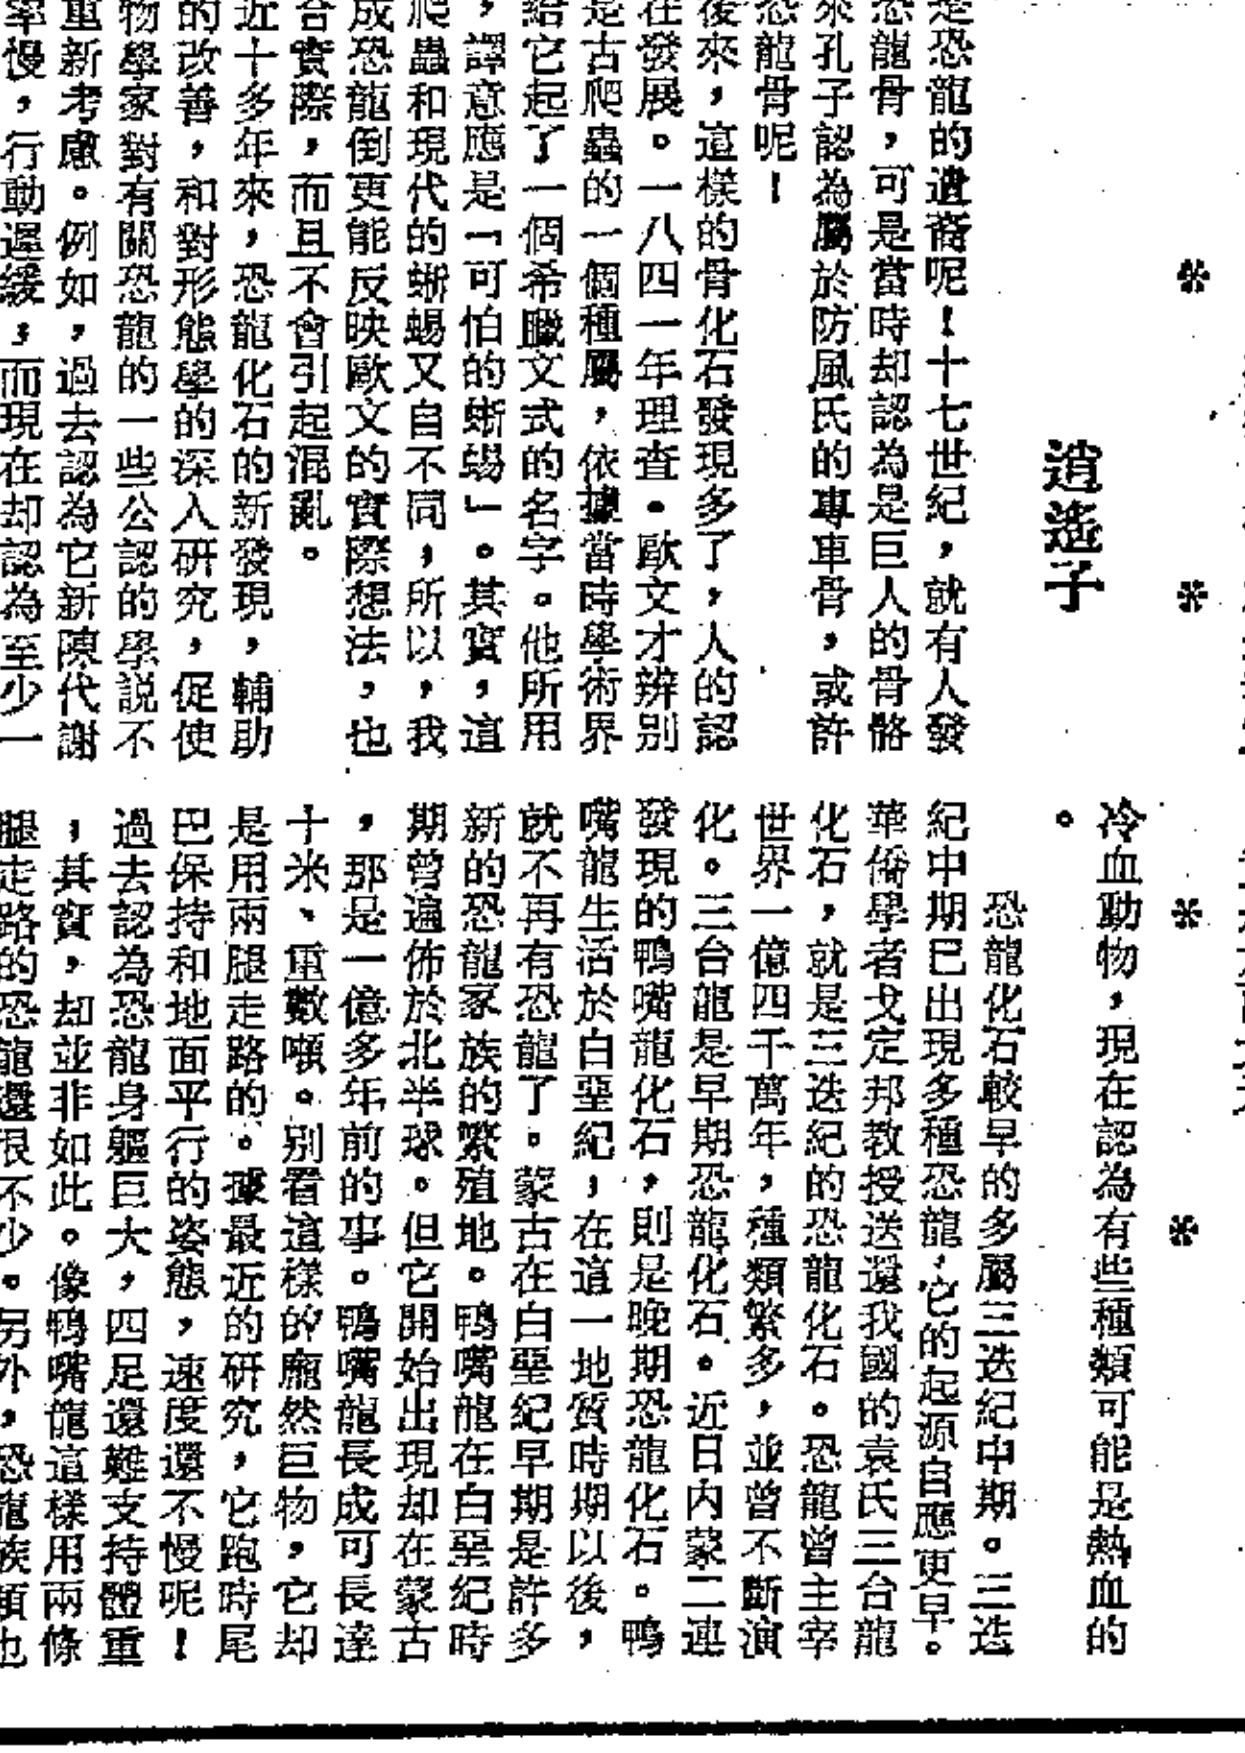 逍遙子
是恐龍的遺裔呢！十七世紀，就有人發
恐龍骨，可是當時却認為是巨人的骨骼
來孔子認為屬於防風氏的專車骨，或許
恐龍骨呢！
後來，這樣的骨化石發現多了，人的認
在發展。一八四一年理查·歐文才辨别
是古爬蟲的一個種屬，依據當時學術界
給它起了一個希臘文式的名字。他所用
，譯意應是「可怕的蜥蜴」。其實，這
爬蟲和現代的蜥蜴又自不同，所以，我
成恐龍倒更能反映歐文的實際想法，也
合實際，而且不會引起混亂。
近十多年來，恐龍化石的新發現，輔助
的改善，和對形態學的深入研究，促使
物學家對有關恐龍的一些公認的學説不
重新考慮。例如，過去認為它新陳代謝
率慢，行動遲緩，而現在却認為至少一
冷血動物，現在認為有些種類可能是熱血的
。
恐龍化石較早的多屬三迭紀中期。三迭
紀中期已出現多種恐龍，它的起源自應更早。
華僑學者戈定邦教授送還我國的袁氏三台龍
化石，就是三迭紀的恐龍化石。恐龍曾主宰
世界一億四千萬年，種類繁多，並曾不斷演
化。三台龍是早期恐龍化石。近日内蒙二連
發現的鴨嘴龍化石，則是晚期恐龍化石。鴨
嘴龍生活於白堊紀，在這一地質時期以後，
就不再有恐龍了。蒙古在白堊紀早期是許多
新的恐龍家族的繁殖地。鴨嘴龍在白堊紀時
期曾遍佈於北半球。但它開始出現却在蒙古
，那是一億多年前的事。鴨嘴龍長成可長達
十米、重數噸。别看這樣的龐然巨物，它却
是用兩腿走路的。據最近的研究，它跑時尾
巴保持和地面平行的姿態，速度還不慢呢！
過去認為恐龍身軀巨大，四足還難支持體重
，其實，却並非如此。像鴨嘴龍這樣用兩條
腿走路的恐龍還很不少。另外，恐龍族類也